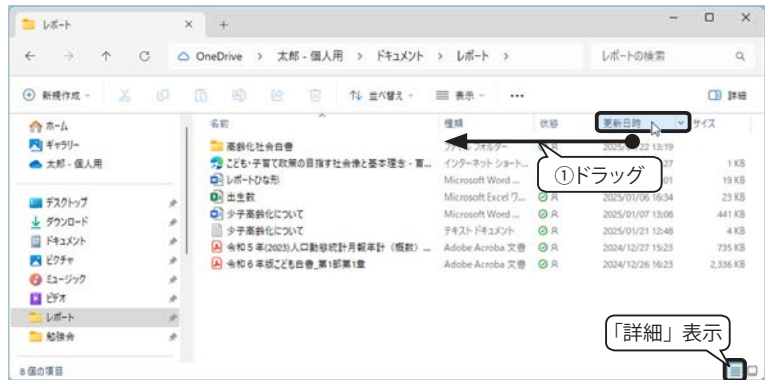 レポート
OneDrive > 太郎 - 個人用 > ドキュメント > レポート >
レポートの検索
新規作成 並べ替え 表示 ... 詳細
ホーム
ギャラリー
太郎 - 個人用
デスクトップ
ダウンロード
ドキュメント
ピクチャ
ミュージック
ビデオ
レポート
勉強会
名前 種類 状態 更新日時 サイズ
高齢化社会白書 2025/01/22 13:19
こども・子育て政策の目指す社会像と基本理念 - 首... インターネット ショート... 1 KB
レポートひな形 Microsoft Word ... 19 KB
出生数 Microsoft Excel ワ... 2025/01/06 16:34 23 KB
少子高齢化について Microsoft Word ... 2025/01/07 13:08 441 KB
少子高齢化について テキスト ドキュメント 2025/01/21 12:48 4 KB
令和5年(2023)人口動態統計月報年計（概数） ... Adobe Acroba 文書 2024/12/27 15:23 735 KB
令和6年版こども白書_第1部第1章 Adobe Acroba 文書 2024/12/26 16:23 2,336 KB
①ドラッグ
「詳細」表示
8 個の項目